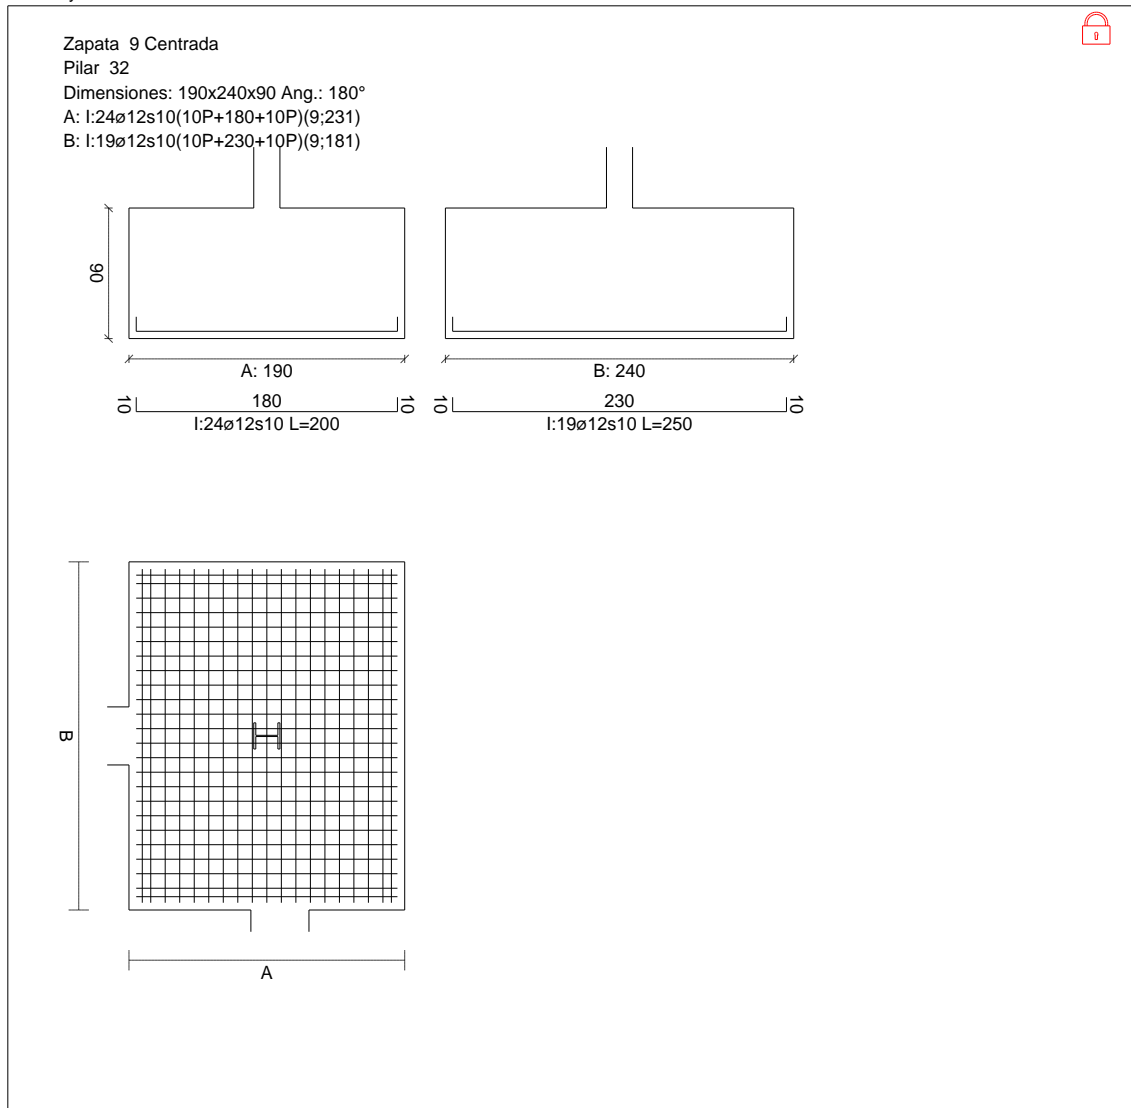 Zapata 9 Centrada
Pilar 32
Dimensiones: 190x240x90 Ang.: 180°
A: I:24ø12s10(10P+180+10P)(9;231)
B: I:19ø12s10(10P+230+10P)(9;181)
90
A: 190
B: 240
10 180 10
10 230 10
I:24ø12s10 L=200
I:19ø12s10 L=250
B
A